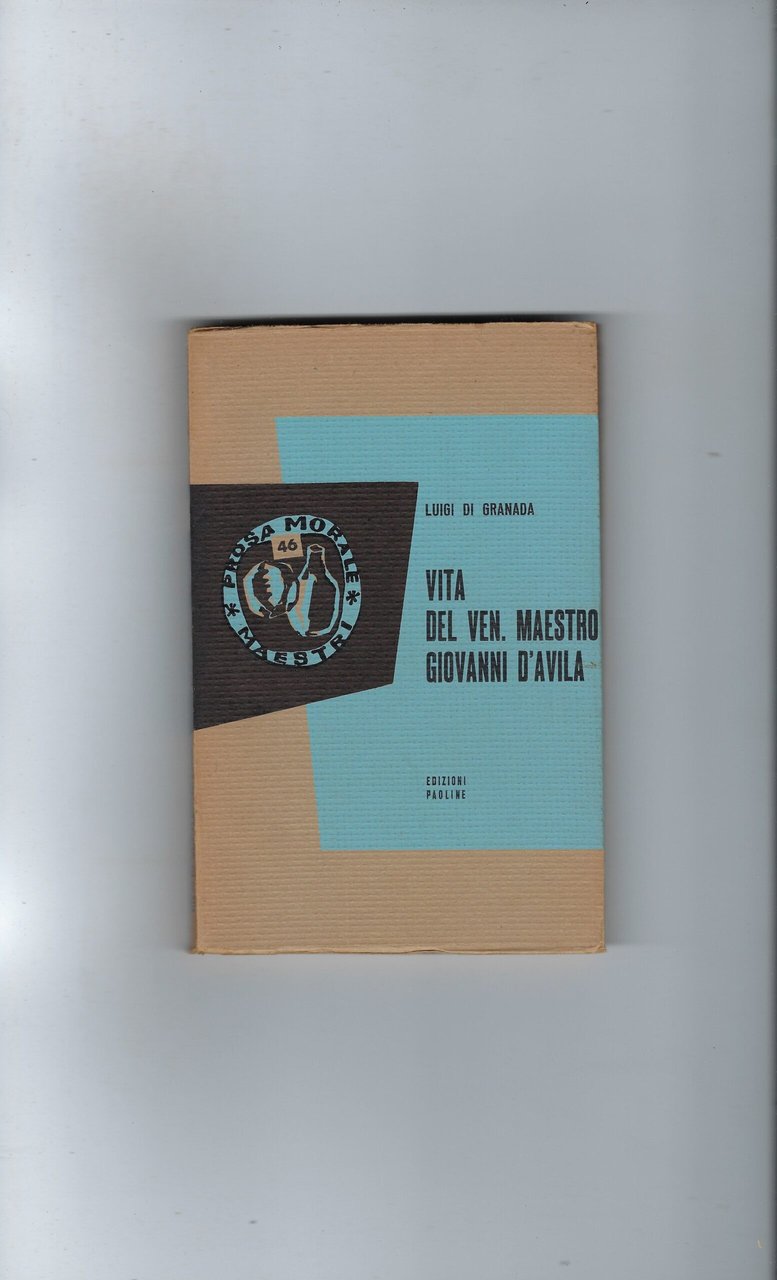 PROSA MORALE
46
* MAESTRI *
LUIGI DI GRANADA
VITA
DEL VEN. MAESTRO
GIOVANNI D'AVILA
EDIZIONI
PAOLINE